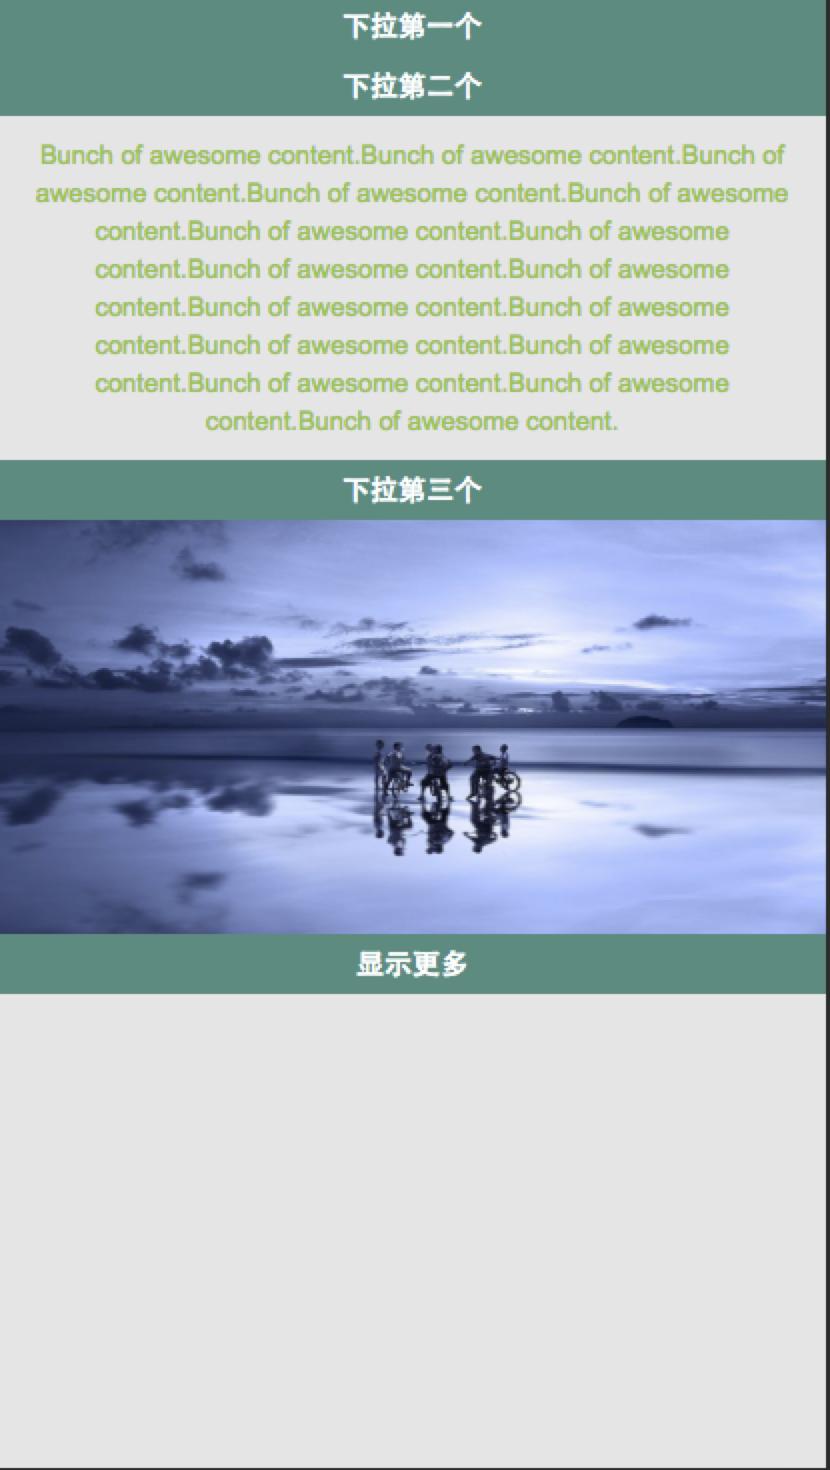 下拉第一个
下拉第二个
Bunch of awesome content.Bunch of awesome content.Bunch of
awesome content.Bunch of awesome content.Bunch of awesome
content.Bunch of awesome content.Bunch of awesome
content.Bunch of awesome content.Bunch of awesome
content.Bunch of awesome content.Bunch of awesome
content.Bunch of awesome content.Bunch of awesome
content.Bunch of awesome content.Bunch of awesome
content.Bunch of awesome content.
下拉第三个
显示更多